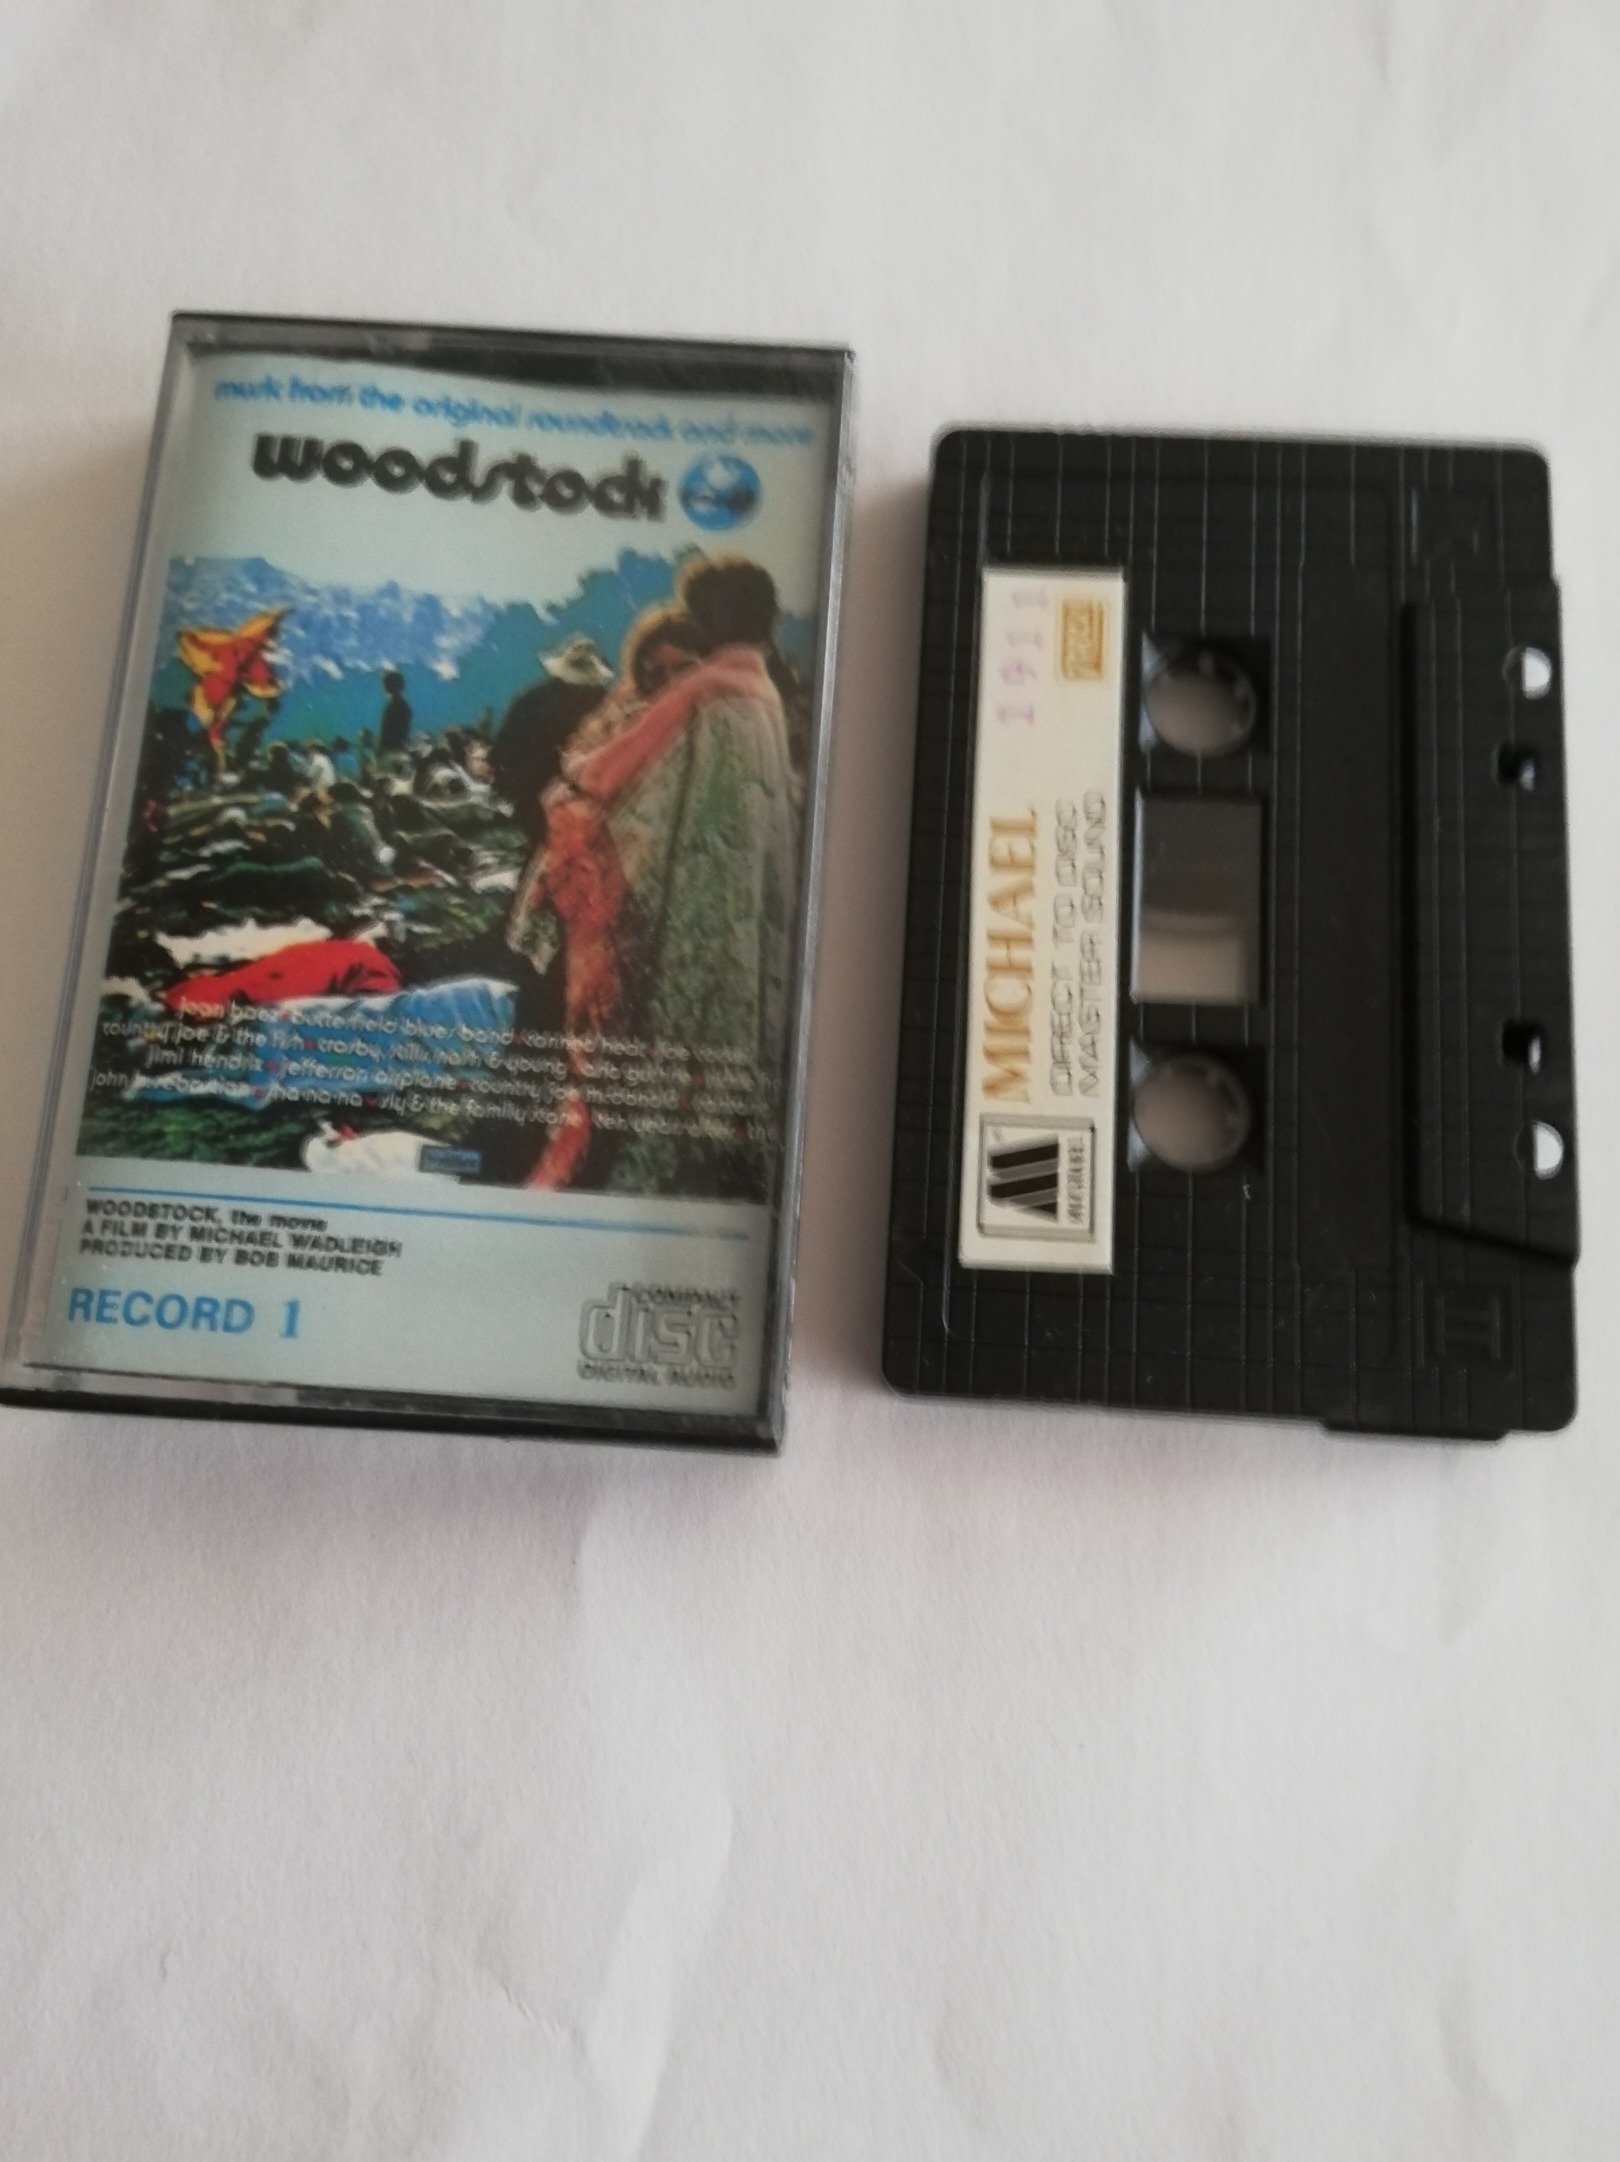 music from the original soundtrack and more
woodstock
joan baez • butterfield blues band • canned heat • joe
country joe & the fish • crosby, stills, nash & young • arlo guthrie •
jimi hendrix • jefferson airplane • country joe mcdonald •
john b. sebastian • sha-na-na • sly & the family stone • ten years after • the
WOODSTOCK, the movie
A FILM BY MICHAEL WADLEIGH
PRODUCED BY BOB MAURICE
RECORD 1
COMPACT
disc
DIGITAL AUDIO
MICHAEL 1911
DIRECT TO DISC
MASTER SOUND
II